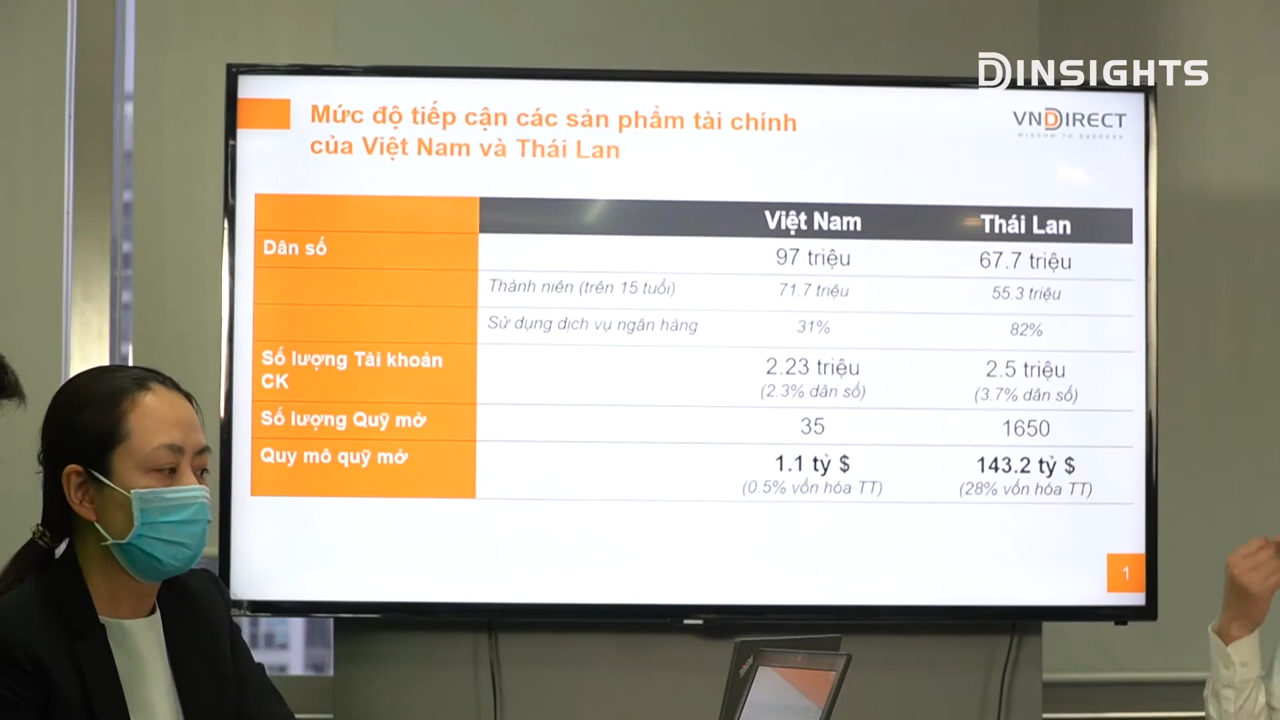 DINSIGHTS
Mức độ tiếp cận các sản phẩm tài chính
của Việt Nam và Thái Lan
VNDIRECT
WISDOM TO SUCCESS
Việt Nam Thái Lan
Dân số 97 triệu 67.7 triệu
Thành niên (trên 15 tuổi) 71.7 triệu 55.3 triệu
Sử dụng dịch vụ ngân hàng 31% 82%
Số lượng Tài khoản
CK
2.23 triệu 2.5 triệu
(2.3% dân số) (3.7% dân số)
Số lượng Quỹ mở 35 1650
Quy mô quỹ mở 1.1 tỷ $ 143.2 tỷ $
(0.5% vốn hóa TT) (28% vốn hóa TT)
1